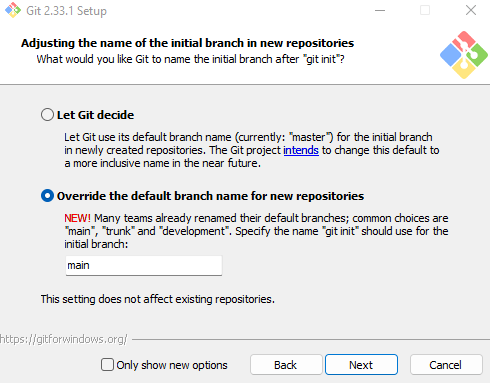 Git 2.33.1 Setup
Adjusting the name of the initial branch in new repositories
What would you like Git to name the initial branch after "git init"?
Let Git decide
Let Git use its default branch name (currently: "master") for the initial branch
in newly created repositories. The Git project intends to change this default to
a more inclusive name in the near future.
Override the default branch name for new repositories
NEW! Many teams already renamed their default branches; common choices are
"main", "trunk" and "development". Specify the name "git init" should use for the
initial branch:
main
This setting does not affect existing repositories.
https://gitforwindows.org/
Only show new options
Back
Next
Cancel